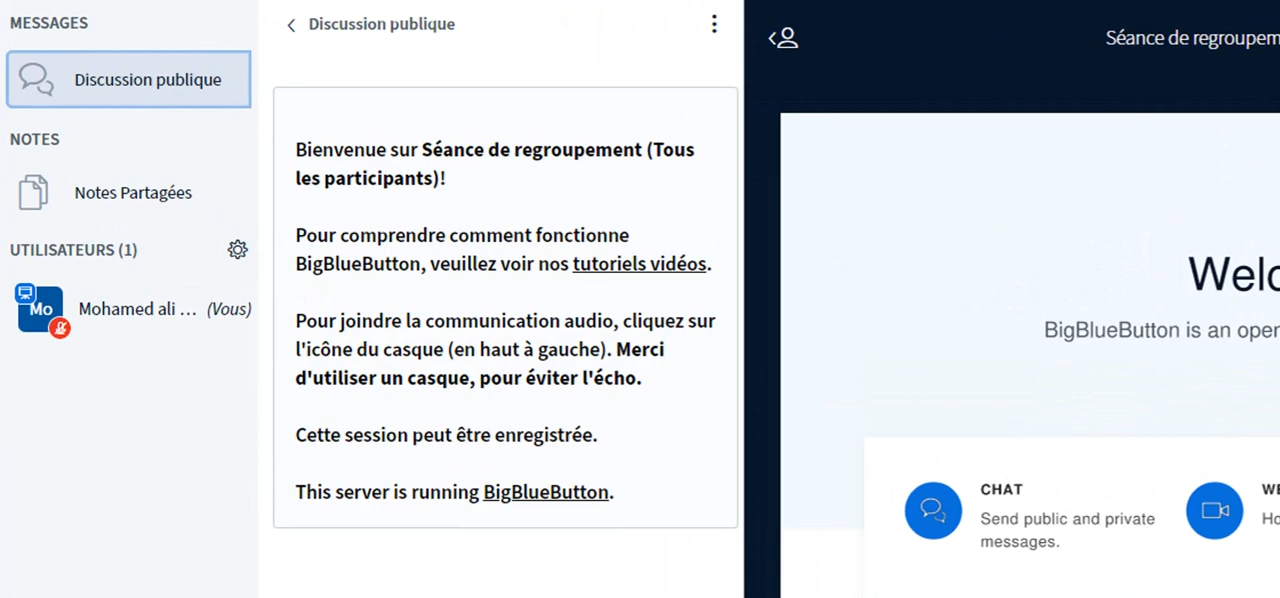 MESSAGES
Discussion publique
NOTES
Notes Partagées
UTILISATEURS (1)
Mo
Mohamed ali ... (Vous)
Discussion publique
Bienvenue sur Séance de regroupement (Tous
les participants)!
Pour comprendre comment fonctionne
BigBlueButton, veuillez voir nos tutoriels vidéos.
Pour joindre la communication audio, cliquez sur
l'icône du casque (en haut à gauche). Merci
d'utiliser un casque, pour éviter l'écho.
Cette session peut être enregistrée.
This server is running BigBlueButton.
Séance de regroupem
Welc
BigBlueButton is an oper
CHAT
Send public and private
messages.
WE
Ho